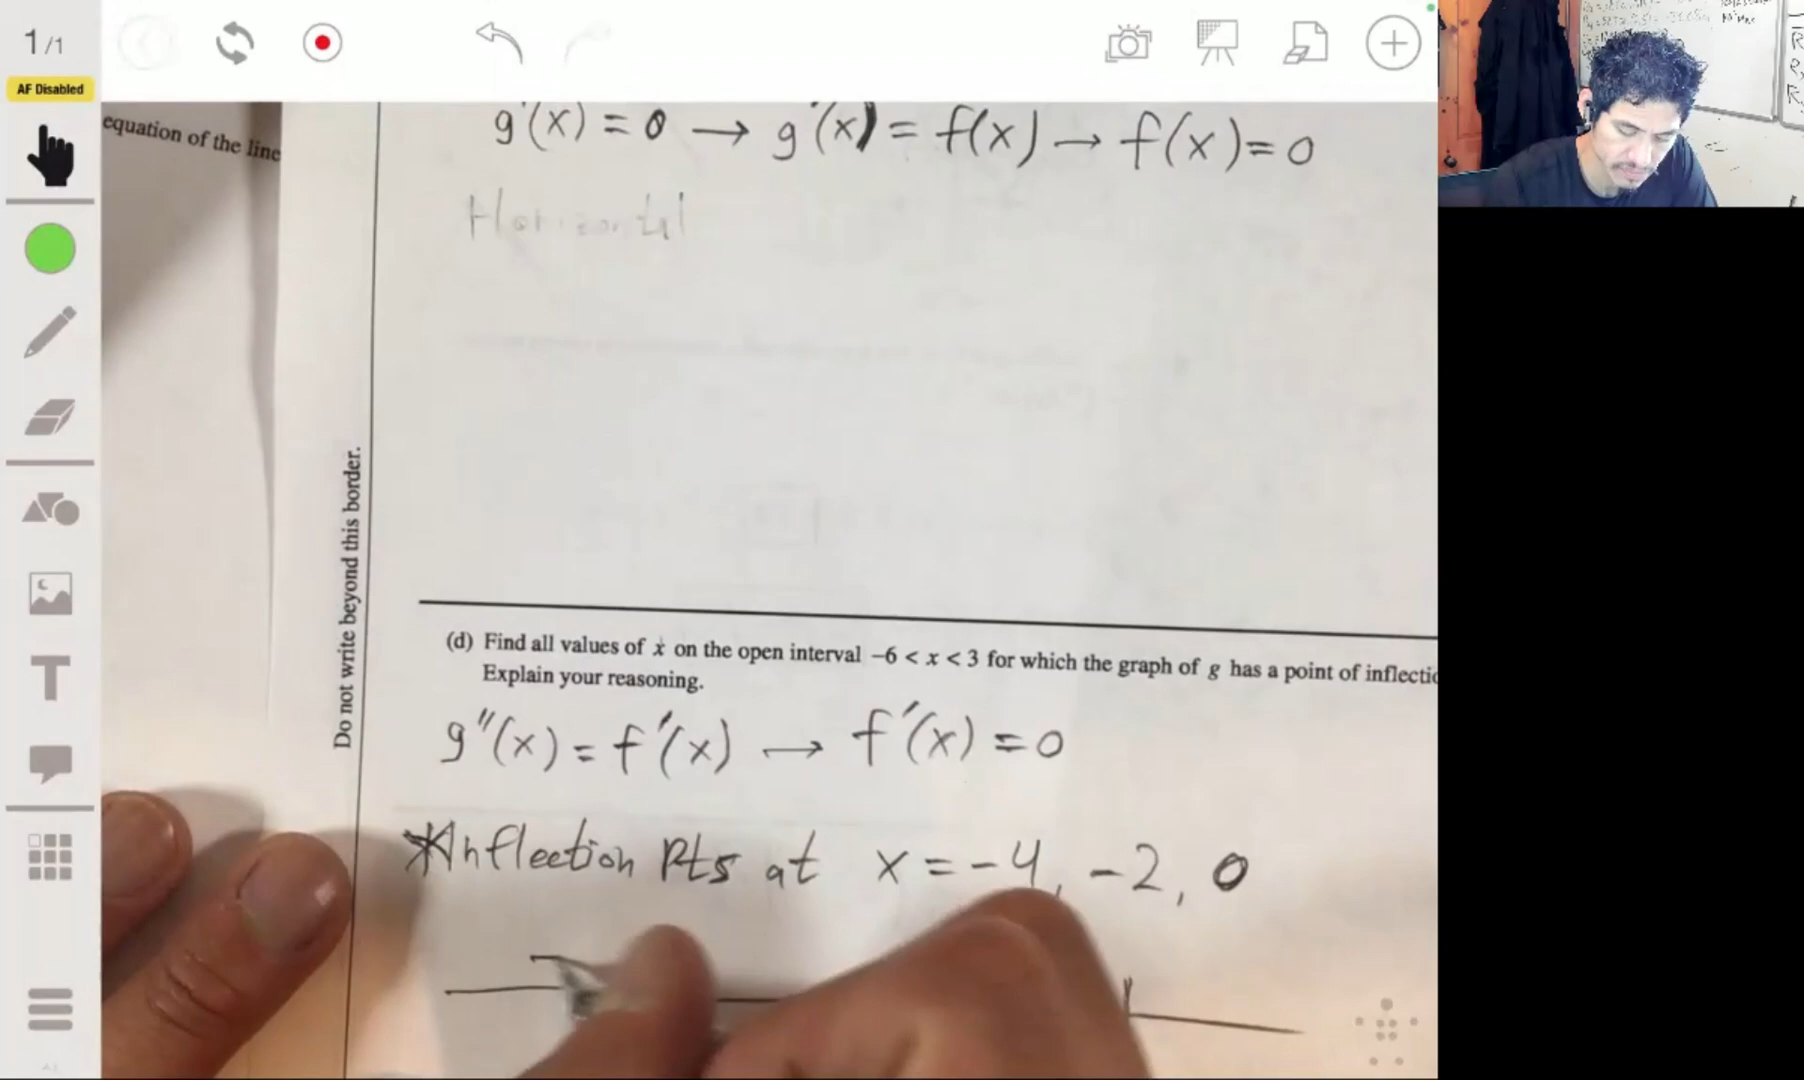 1/1
AF Disabled
equation of the line
g'(x) = 0 → g'(x) = f(x) → f(x) = 0
Horizontal
Do not write beyond this border.
(d) Find all values of x on the open interval −6 < x < 3 for which the graph of g has a point of inflectio
Explain your reasoning.
g''(x) = f'(x) → f'(x) = 0
*Inflection Pts at x = -4, -2, 0
T